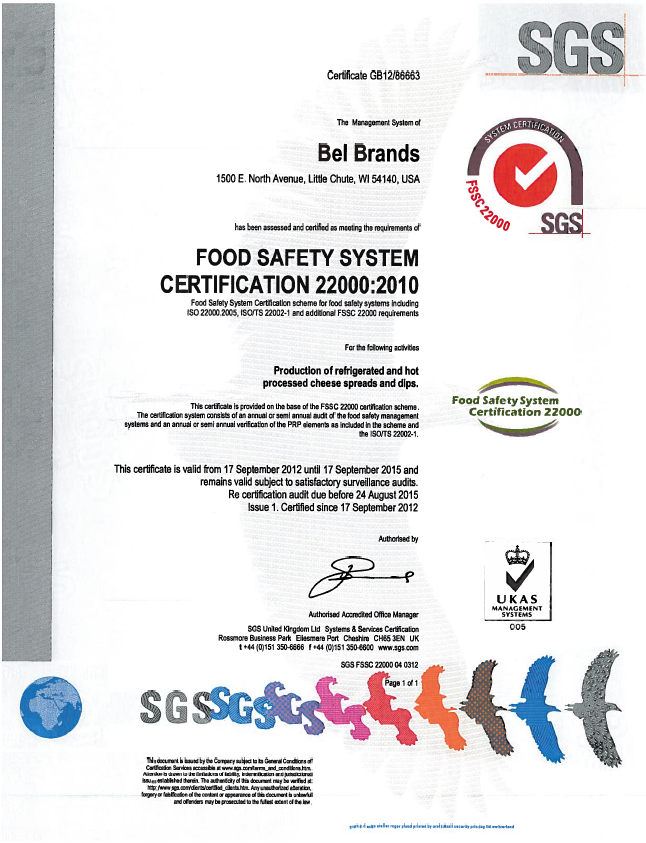 SGS
Certificate GB12/86663
The Management System of
Bel Brands
1500 E. North Avenue, Little Chute, WI 54140, USA
SYSTEM CERTIFICATION
FSSC 22000
SGS
has been assessed and certified as meeting the requirements of
FOOD SAFETY SYSTEM
CERTIFICATION 22000:2010
Food Safety System Certification scheme for food safety systems including
ISO 22000:2005, ISO/TS 22002-1 and additional FSSC 22000 requirements
For the following activities
Production of refrigerated and hot
processed cheese spreads and dips.
Food Safety System
Certification 22000
This certificate is provided on the base of the FSSC 22000 certification scheme.
The certification system consists of an annual or semi annual audit of the food safety management
systems and an annual or semi annual verification of the PRP elements as included in the scheme and
the ISO/TS 22002-1.
This certificate is valid from 17 September 2012 until 17 September 2015 and
remains valid subject to satisfactory surveillance audits.
Re certification audit due before 24 August 2015
Issue 1. Certified since 17 September 2012
Authorised by
UKAS
MANAGEMENT
SYSTEMS
005
Authorised Accredited Office Manager
SGS United Kingdom Ltd Systems & Services Certification
Rossmore Business Park Ellesmere Port Cheshire CH65 3EN UK
t +44 (0)151 350-6666 f +44 (0)151 350-6600 www.sgs.com
SGS FSSC 22000 04 0312
Page 1 of 1
SGS SGS SGS
This document is issued by the Company subject to its General Conditions of
Certification Services accessible at www.sgs.com/terms_and_conditions.htm.
Attention is drawn to the limitations of liability, indemnification and jurisdictional
issues established therein. The authenticity of this document may be verified at
http://www.sgs.com/clients/certified_clients.htm. Any unauthorized alteration,
forgery or falsification of the content or appearance of this document is unlawful
and offenders may be prosecuted to the fullest extent of the law.